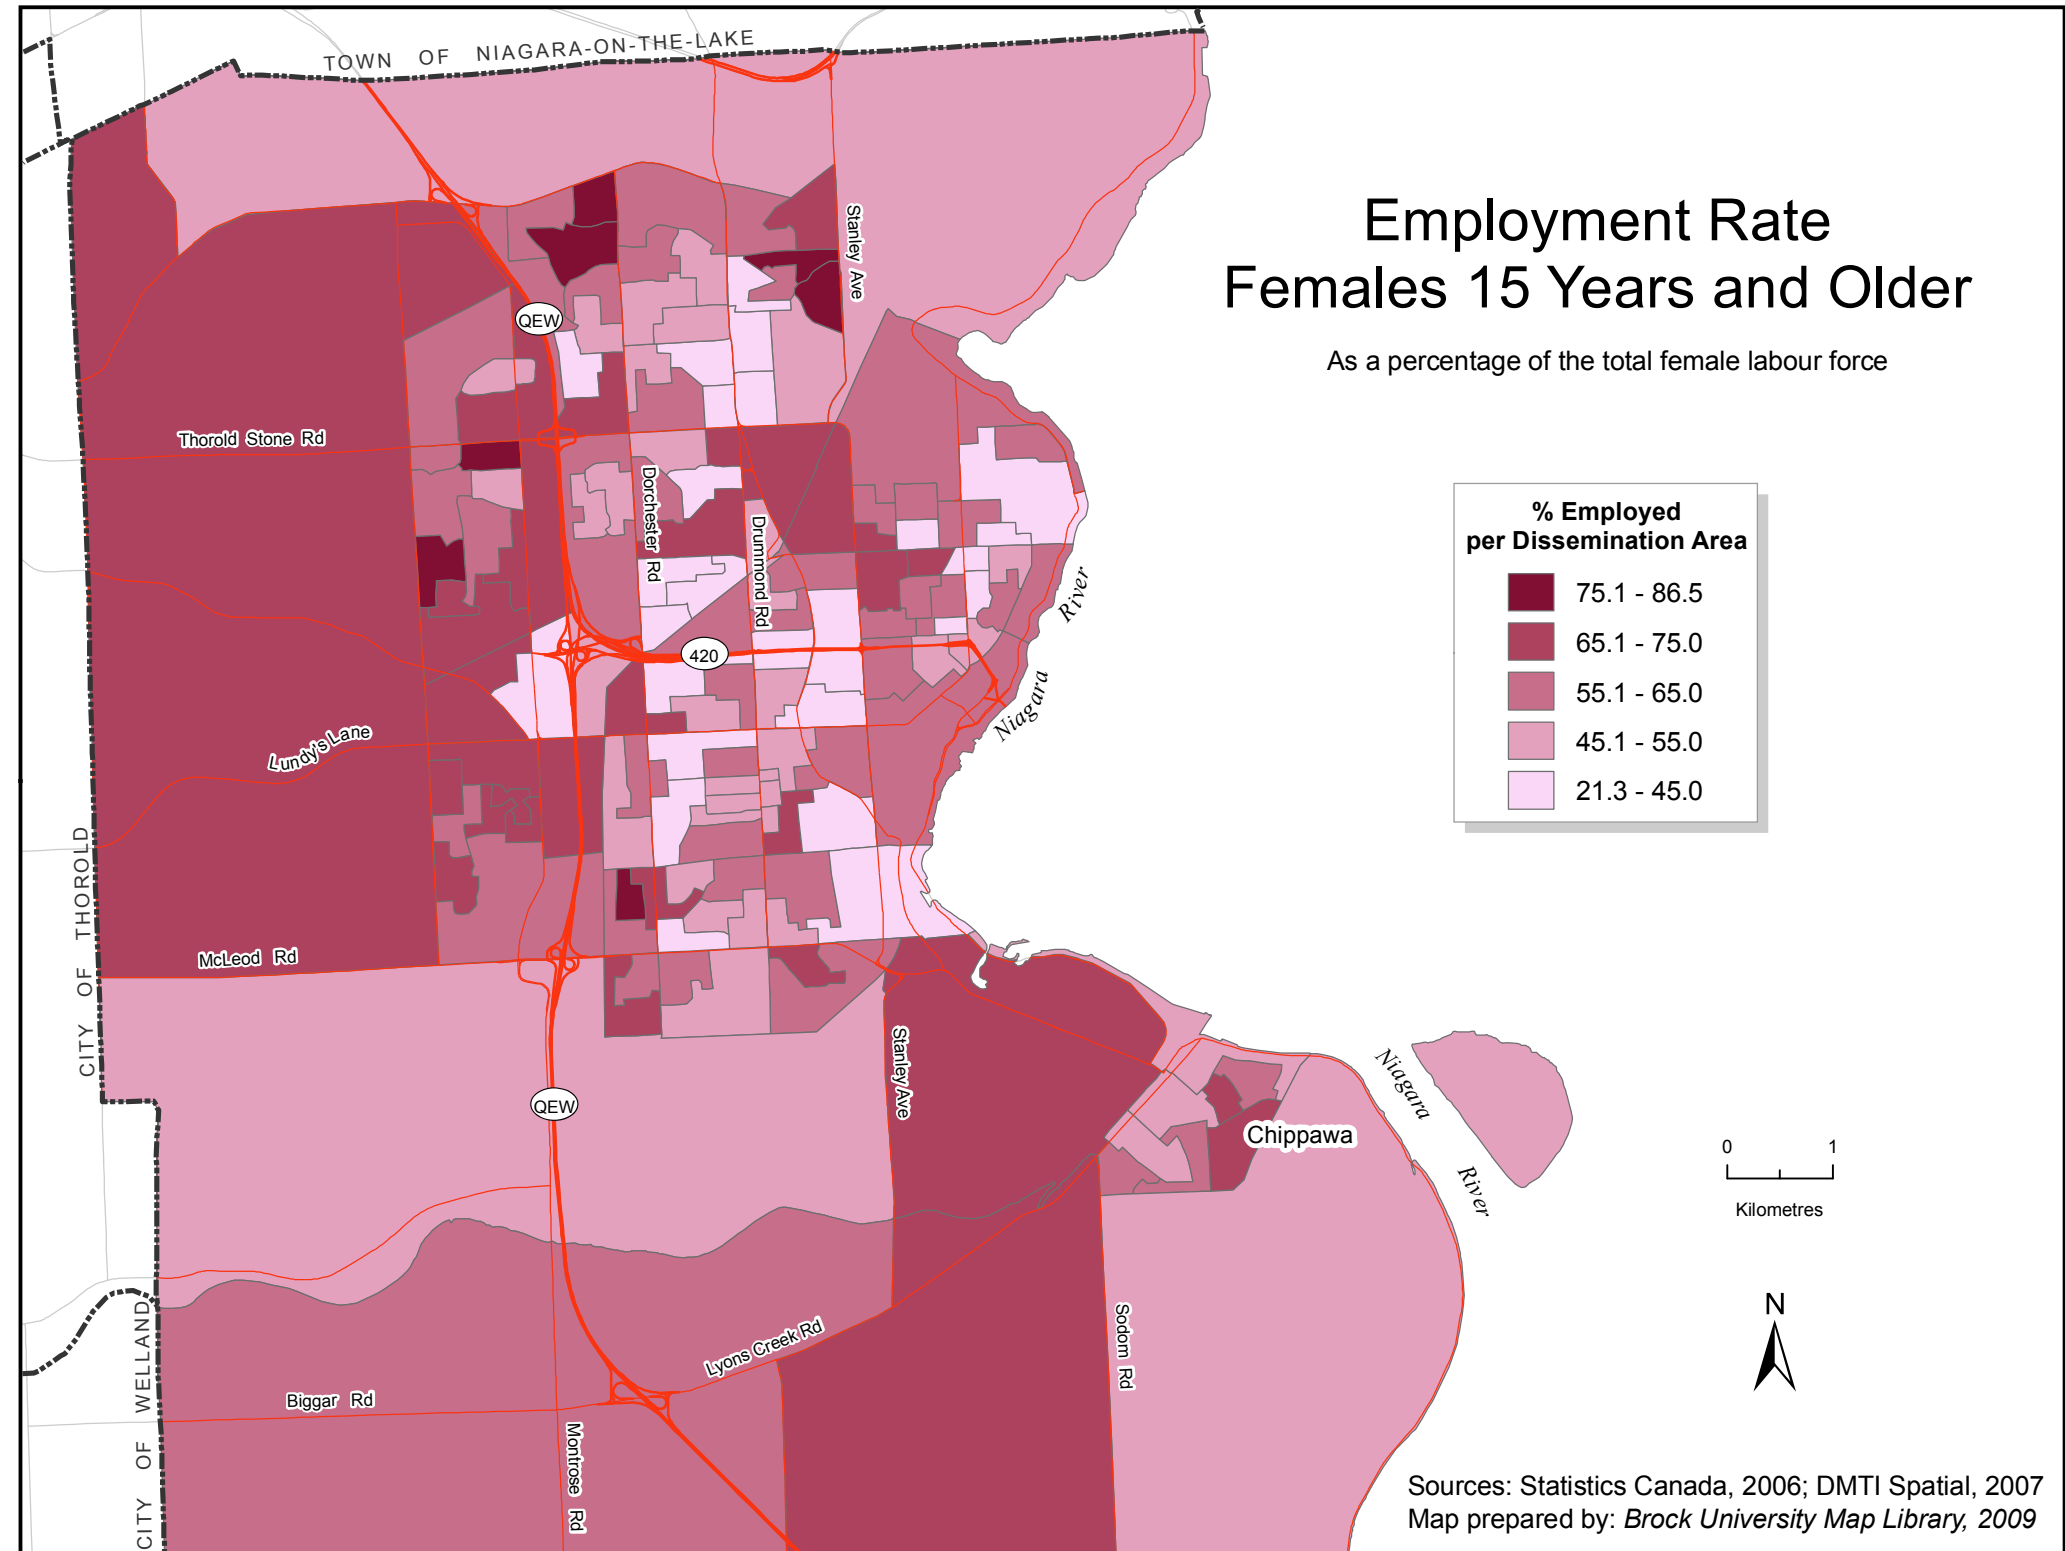 TOWN OF NIAGARA-ON-THE-LAKE
Employment Rate
Females 15 Years and Older
As a percentage of the total female labour force
Stanley Ave
QEW
Thorold Stone Rd
Dorchester Rd
Drummond Rd
% Employed
per Dissemination Area
75.1 - 86.5
65.1 - 75.0
55.1 - 65.0
45.1 - 55.0
21.3 - 45.0
420
Niagara River
Lundy's Lane
CITY OF THOROLD
McLeod Rd
Stanley Ave
QEW
Chippawa
Niagara River
0 1
Kilometres
N
CITY OF WELLAND
Lyons Creek Rd
Sodom Rd
Biggar Rd
Montrose Rd
Sources: Statistics Canada, 2006; DMTI Spatial, 2007
Map prepared by: Brock University Map Library, 2009